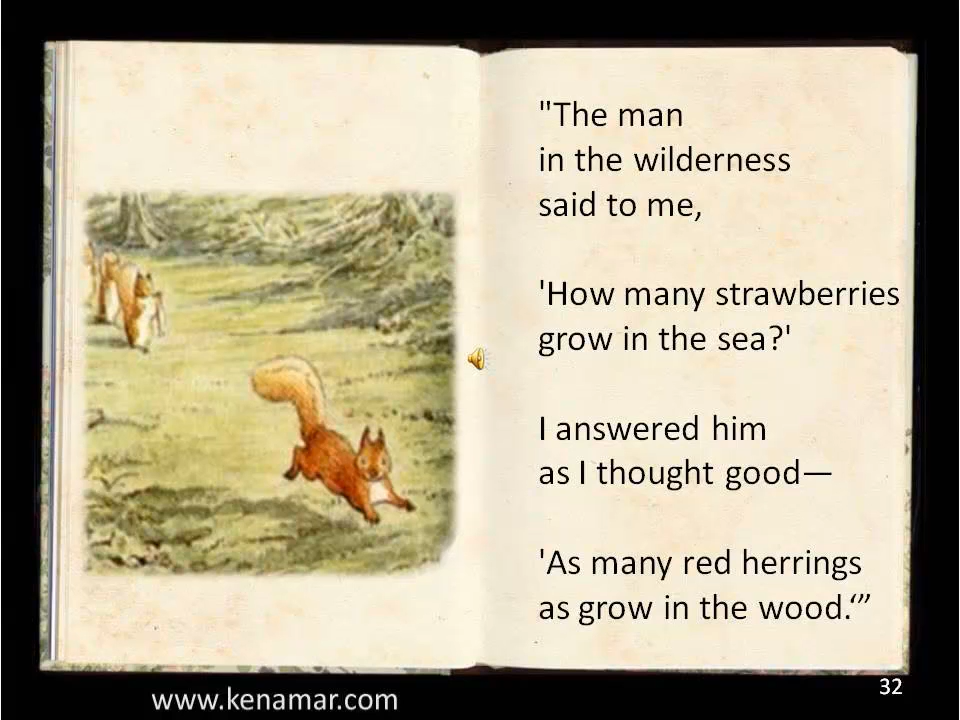 "The man
in the wilderness
said to me,
'How many strawberries
grow in the sea?'
I answered him
as I thought good—
'As many red herrings
as grow in the wood.‘”
www.kenamar.com
32